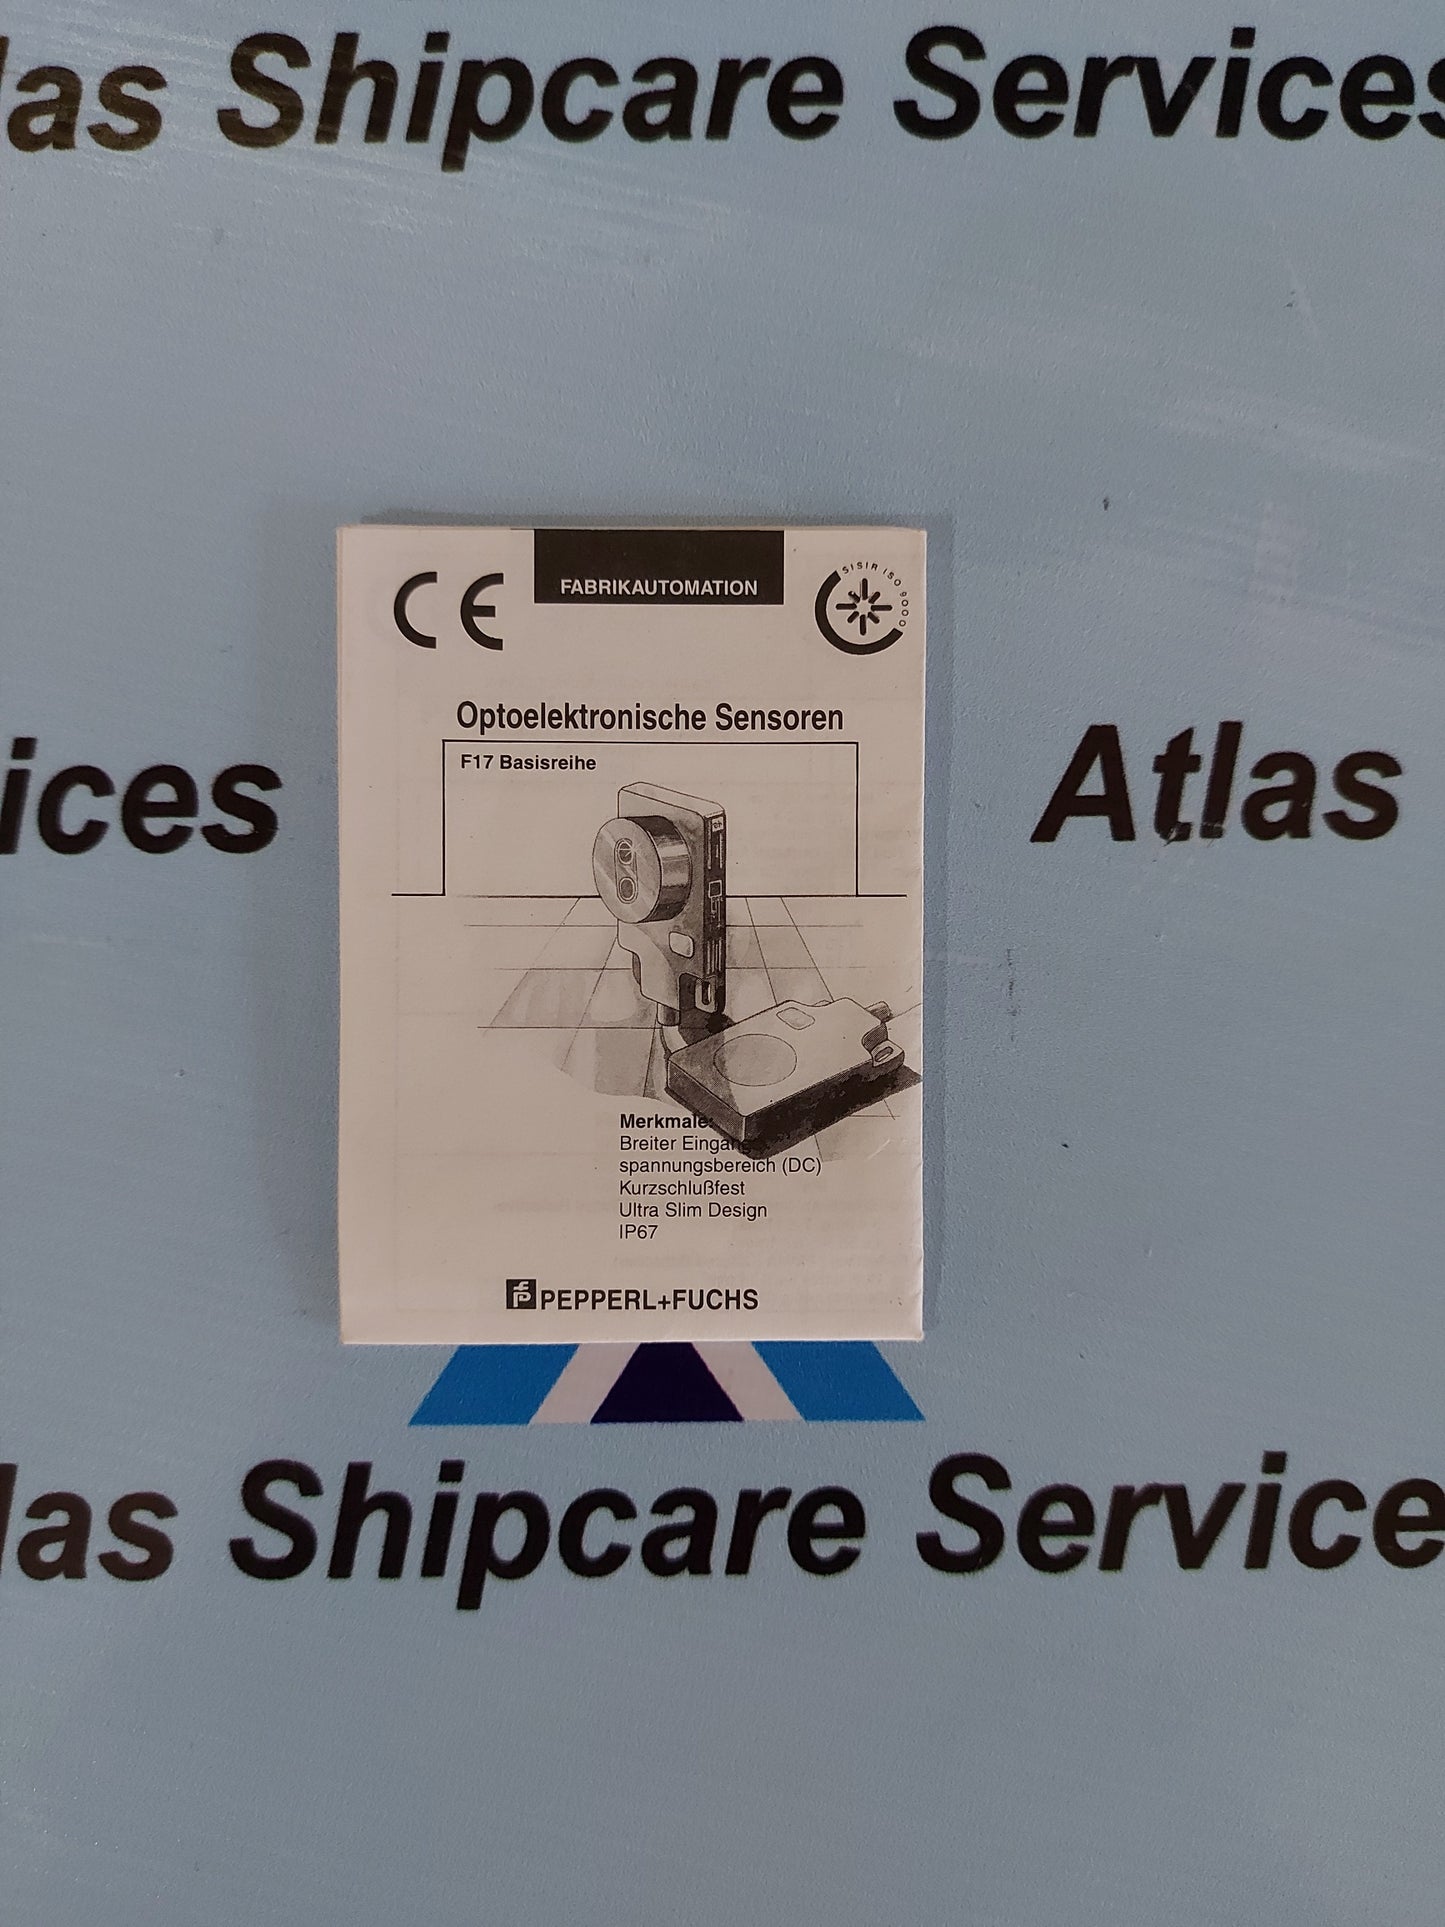 las Shipcare Services
FABRIKAUTOMATION
CE
SISIR ISO 9000
Optoelektronische Sensoren
F17 Basisreihe
ices
Atlas
Merkmale:
Breiter Eingangs-
spannungsbereich (DC)
Kurzschlußfest
Ultra Slim Design
IP67
PEPPERL+FUCHS
las Shipcare Service